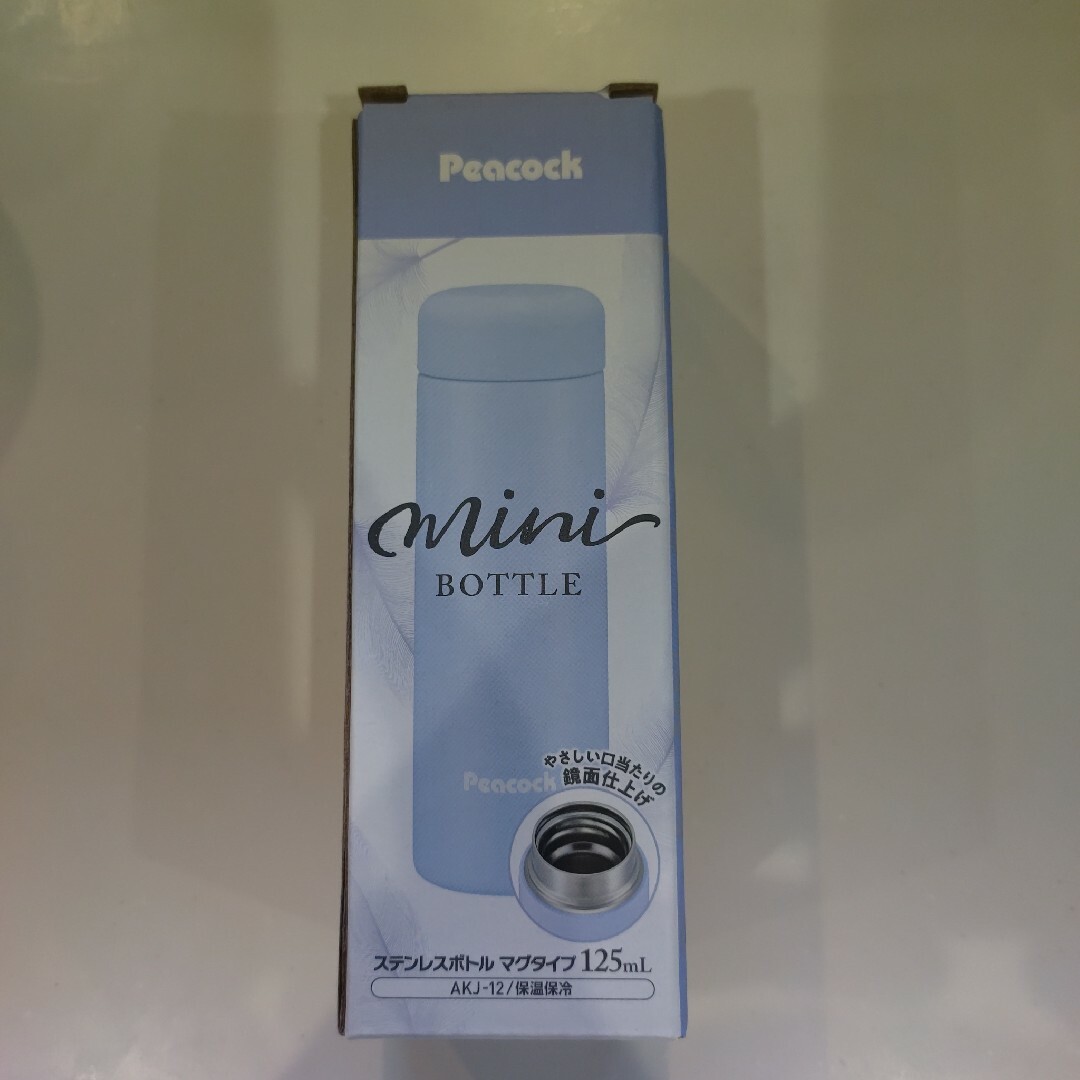 Peacock
mini
BOTTLE
Peacock
やさしい口当たりの
鏡面仕上げ
ステンレスボトル マグタイプ 125mL
AKJ-12/保温保冷